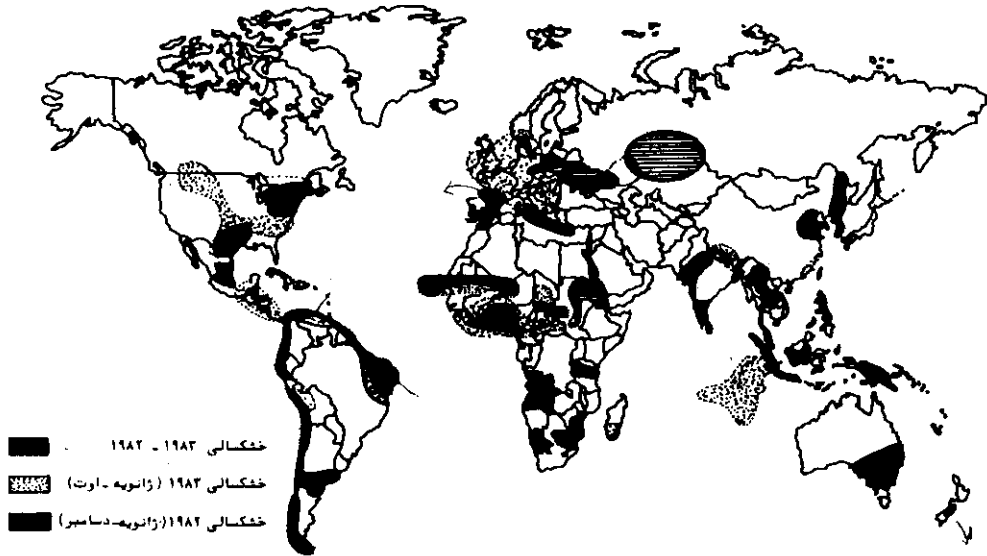 خشکسالی ۱۹۸۳ - ۱۹۸۲
خشکسالی ۱۹۸۳ (ژانویه - اوت)
خشکسالی ۱۹۸۲ (ژانویه - دسامبر)